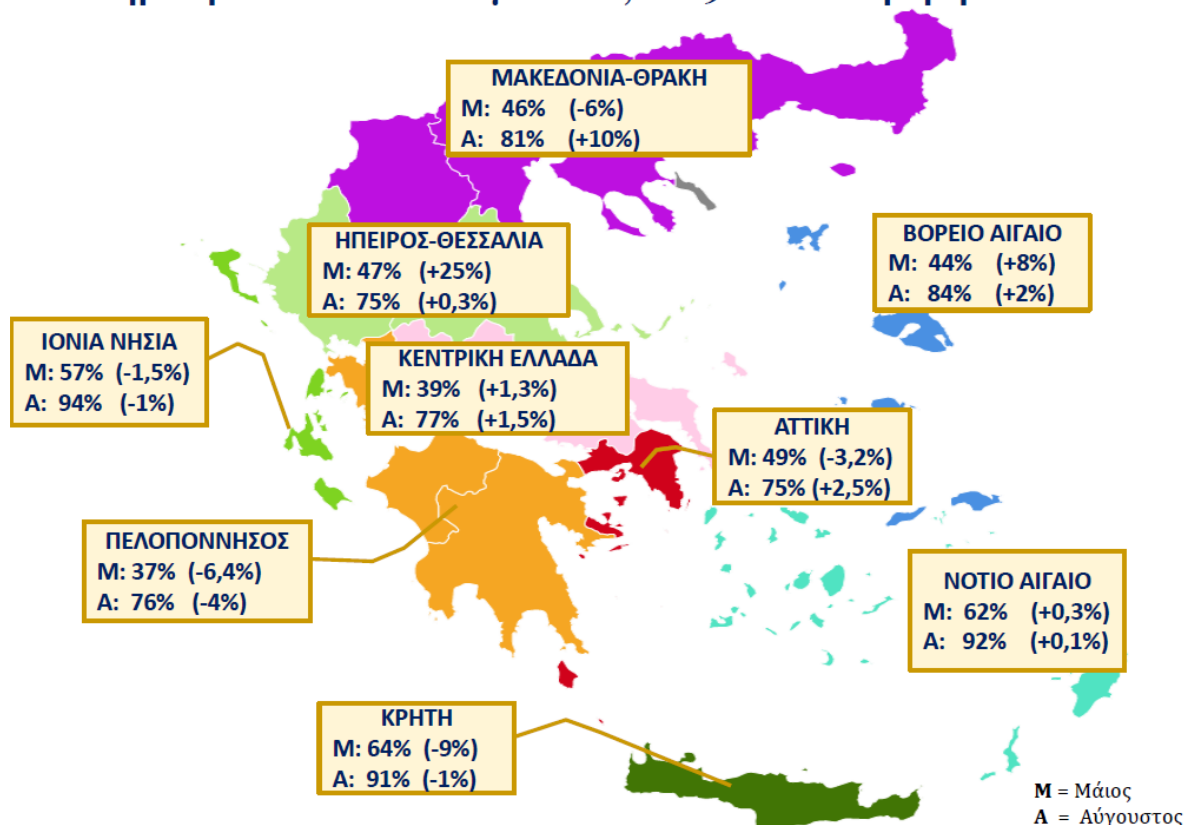 ΜΑΚΕΔΟΝΙΑ-ΘΡΑΚΗ
Μ: 46% (-6%)
Α: 81% (+10%)
ΗΠΕΙΡΟΣ-ΘΕΣΣΑΛΙΑ
Μ: 47% (+25%)
Α: 75% (+0,3%)
ΒΟΡΕΙΟ ΑΙΓΑΙΟ
Μ: 44% (+8%)
Α: 84% (+2%)
ΙΟΝΙΑ ΝΗΣΙΑ
Μ: 57% (-1,5%)
Α: 94% (-1%)
ΚΕΝΤΡΙΚΗ ΕΛΛΑΔΑ
Μ: 39% (+1,3%)
Α: 77% (+1,5%)
ΑΤΤΙΚΗ
Μ: 49% (-3,2%)
Α: 75% (+2,5%)
ΠΕΛΟΠΟΝΝΗΣΟΣ
Μ: 37% (-6,4%)
Α: 76% (-4%)
ΝΟΤΙΟ ΑΙΓΑΙΟ
Μ: 62% (+0,3%)
Α: 92% (+0,1%)
ΚΡΗΤΗ
Μ: 64% (-9%)
Α: 91% (-1%)
Μ = Μάιος
Α = Αύγουστος